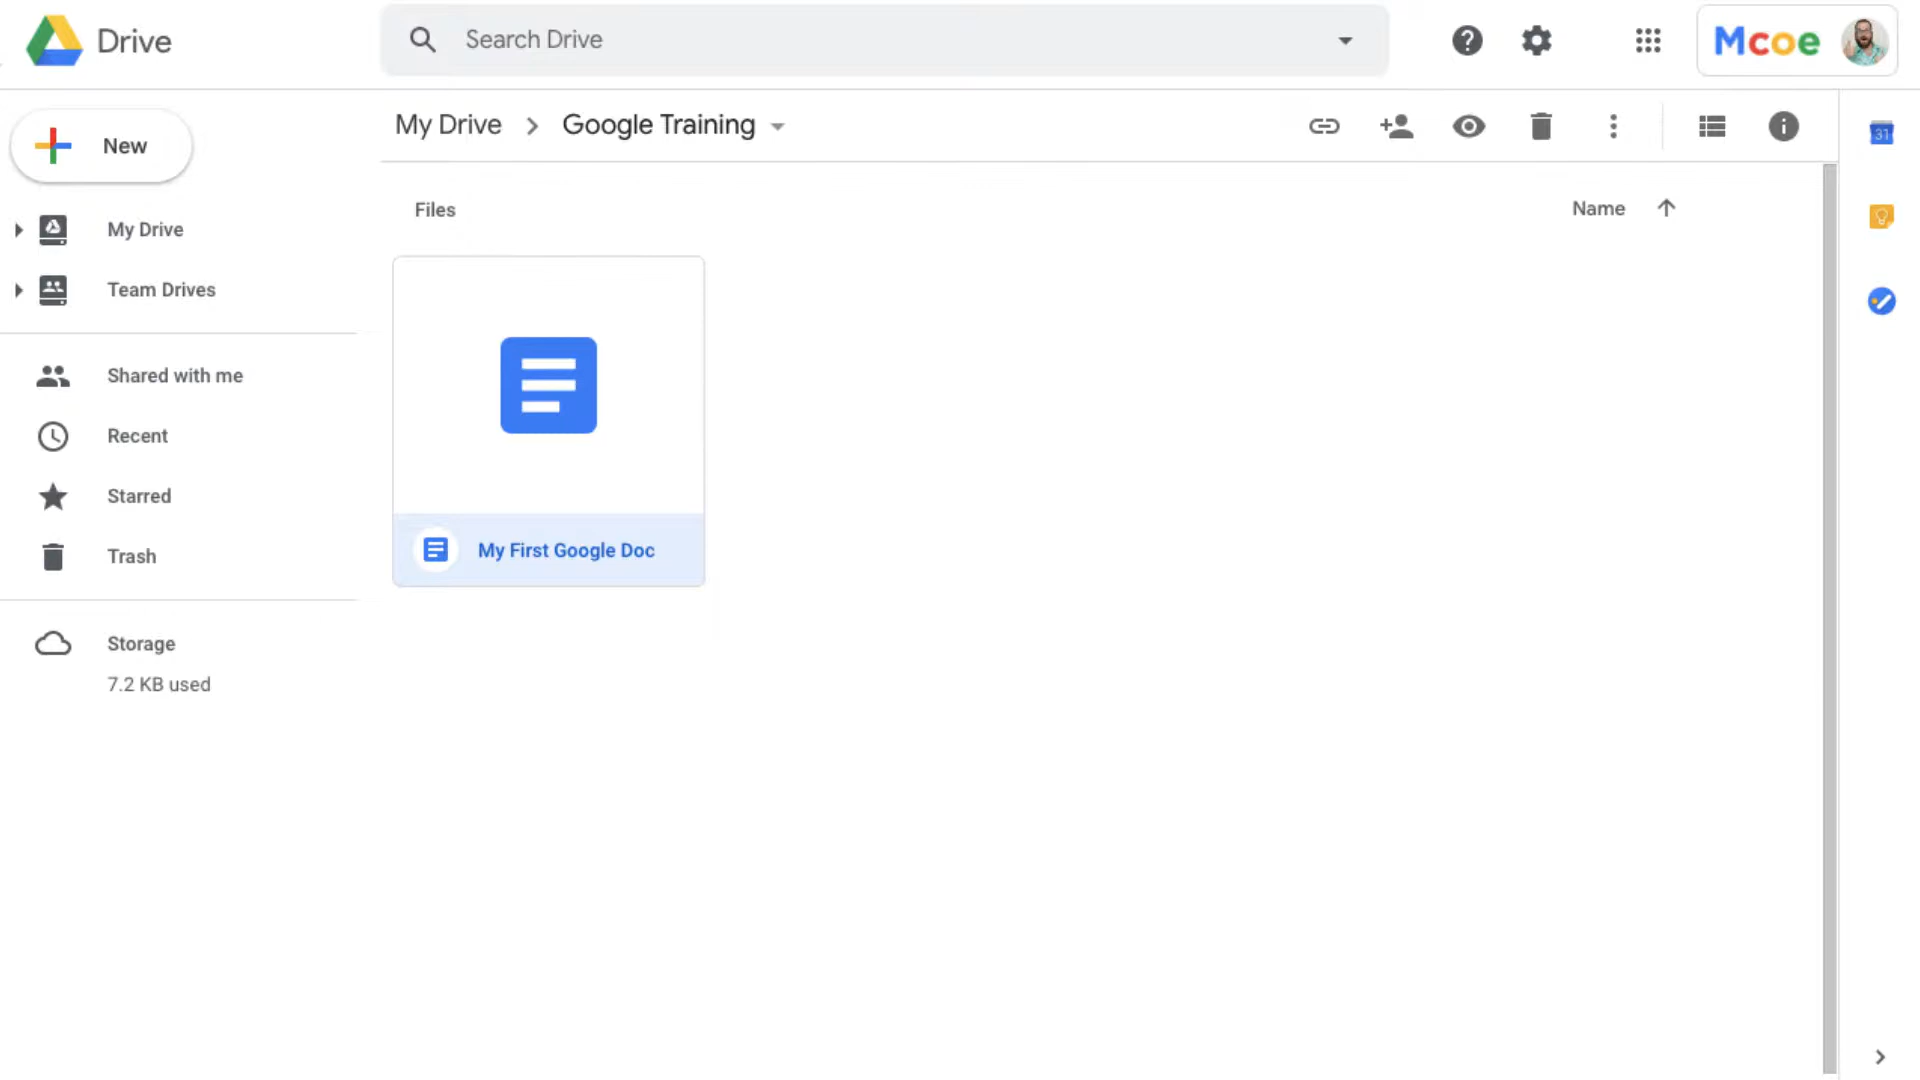 Drive
Search Drive
Mcoe
New
My Drive > Google Training
31
My Drive
Files
Name
Team Drives
Shared with me
Recent
Starred
My First Google Doc
Trash
Storage
7.2 KB used